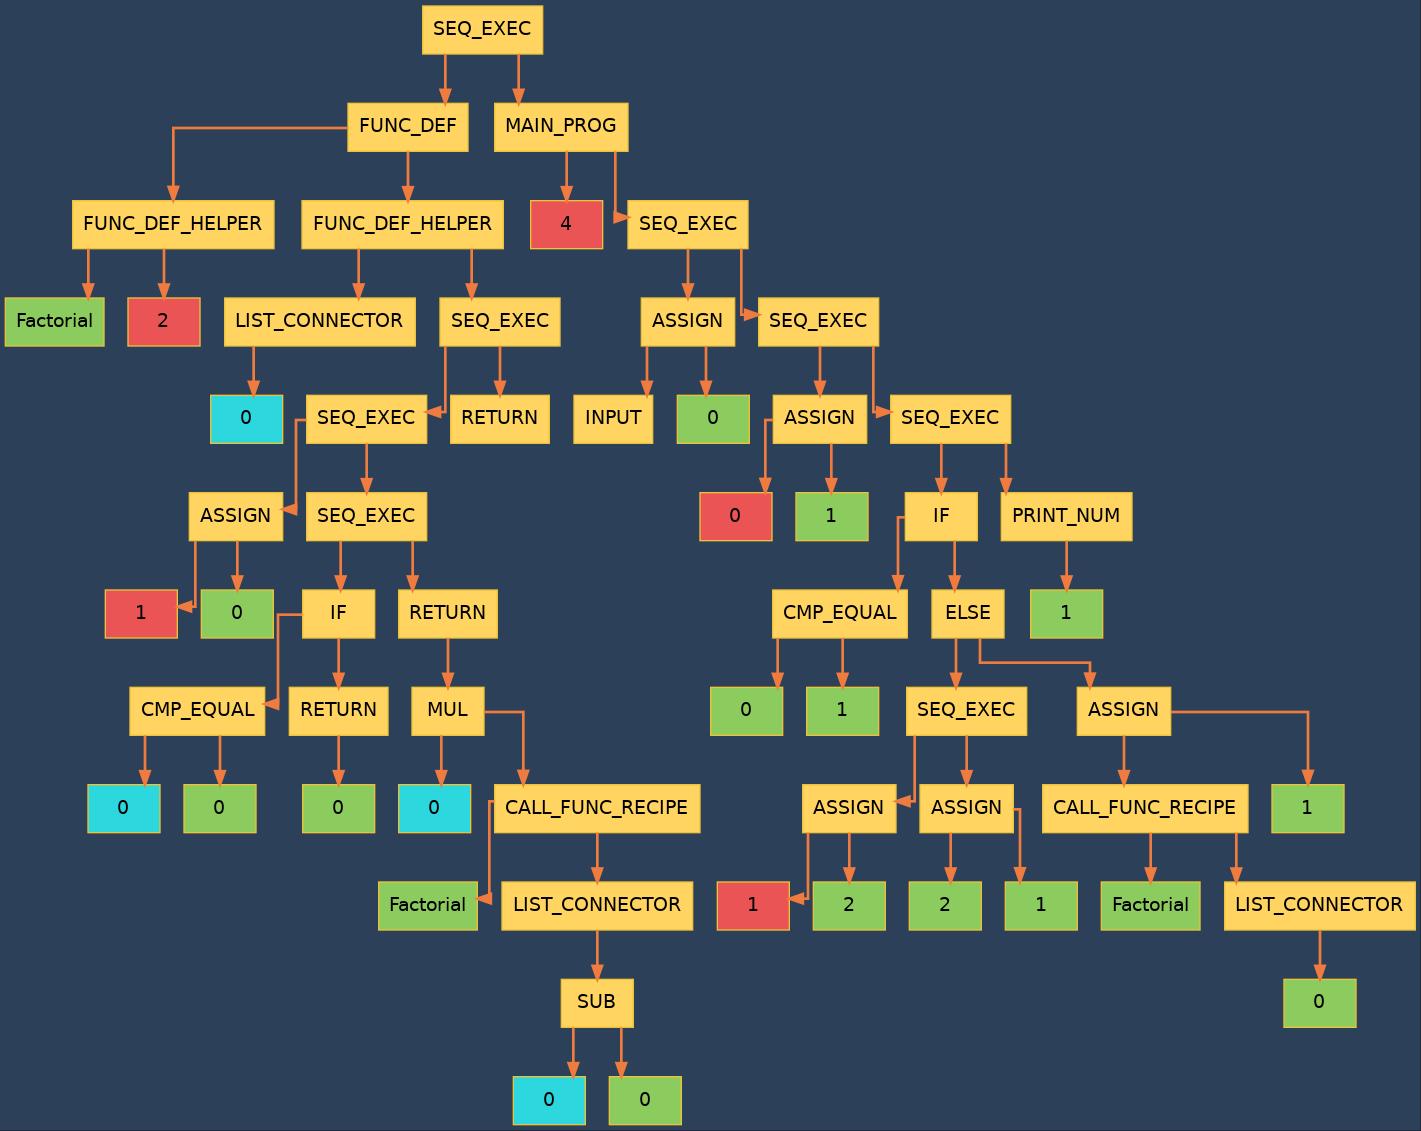 SEQ_EXEC
FUNC_DEF MAIN_PROG
FUNC_DEF_HELPER FUNC_DEF_HELPER 4 SEQ_EXEC
Factorial 2 LIST_CONNECTOR SEQ_EXEC ASSIGN SEQ_EXEC
0 SEQ_EXEC RETURN INPUT 0 ASSIGN SEQ_EXEC
ASSIGN SEQ_EXEC 0 1 IF PRINT_NUM
1 0 IF RETURN CMP_EQUAL ELSE 1
CMP_EQUAL RETURN MUL 0 1 SEQ_EXEC ASSIGN
0 0 0 0 CALL_FUNC_RECIPE ASSIGN ASSIGN CALL_FUNC_RECIPE 1
Factorial LIST_CONNECTOR 1 2 2 1 Factorial LIST_CONNECTOR
SUB 0
0 0